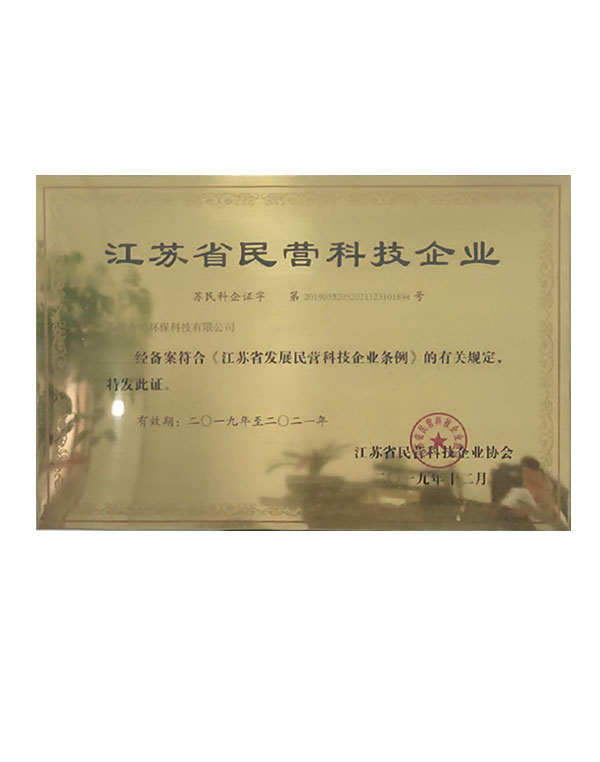 江苏省民营科技企业
苏民科企证字 第 20190332052021123101894 号
环保科技有限公司
经备案符合《江苏省发展民营科技企业条例》的有关规定，
特发此证。
有效期：二〇一九年至二〇二一年
江苏省民营科技企业协会
二〇一九年十二月